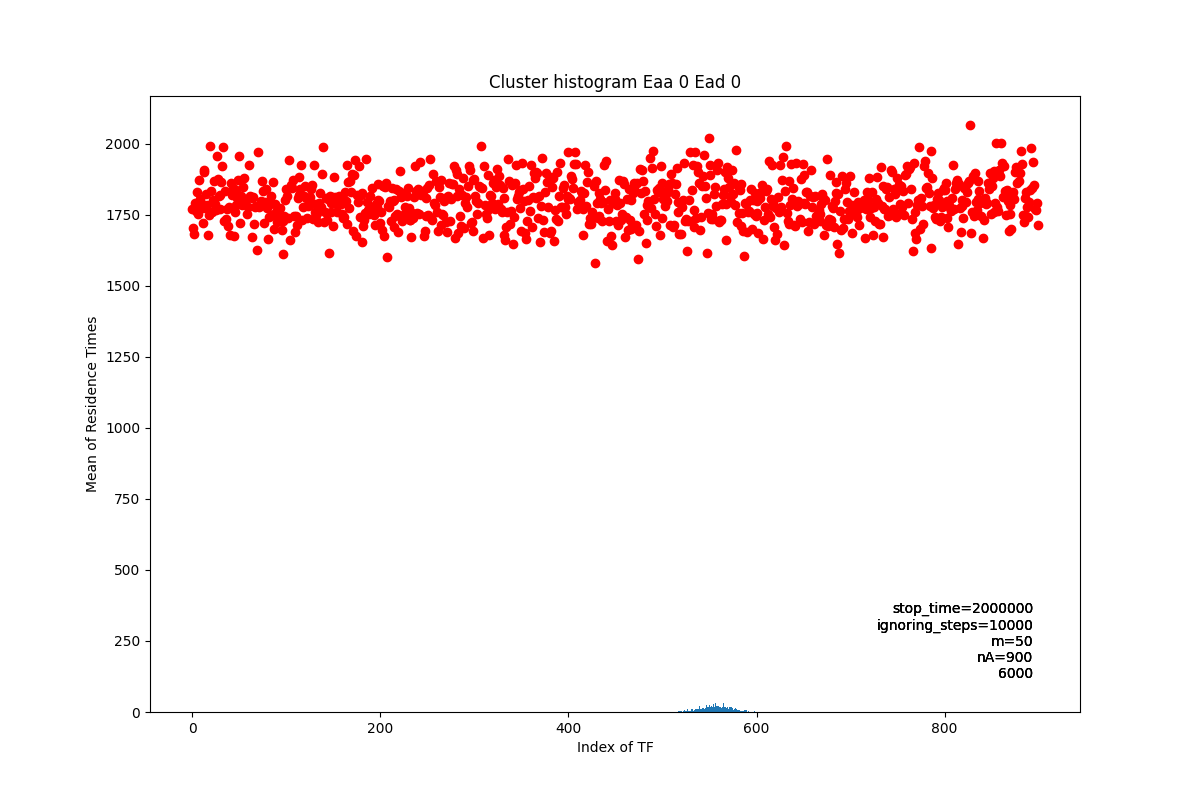 Cluster histogram Eaa 0 Ead 0
2000
1750
1500
1250
1000
750
500
250
0
Mean of Residence Times
stop_time=2000000
ignoring_steps=10000
m=50
nA=900
6000
0 200 400 600 800
Index of TF